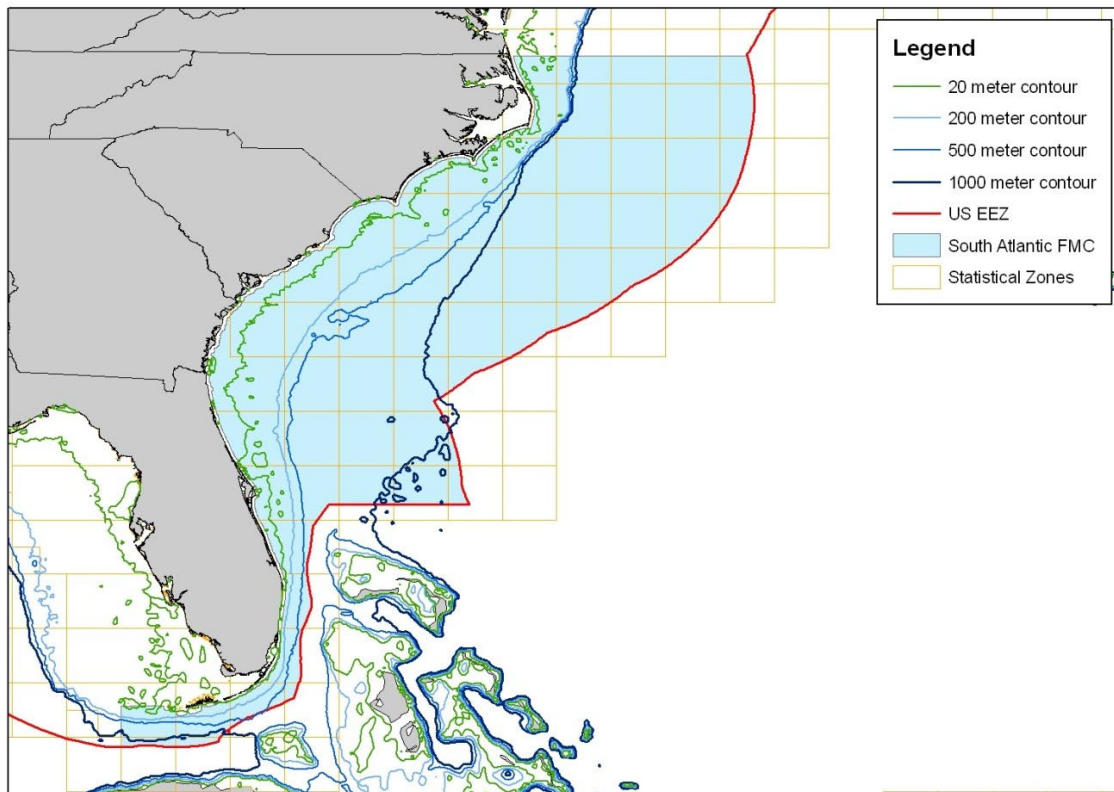 Legend
20 meter contour
200 meter contour
500 meter contour
1000 meter contour
US EEZ
South Atlantic FMC
Statistical Zones